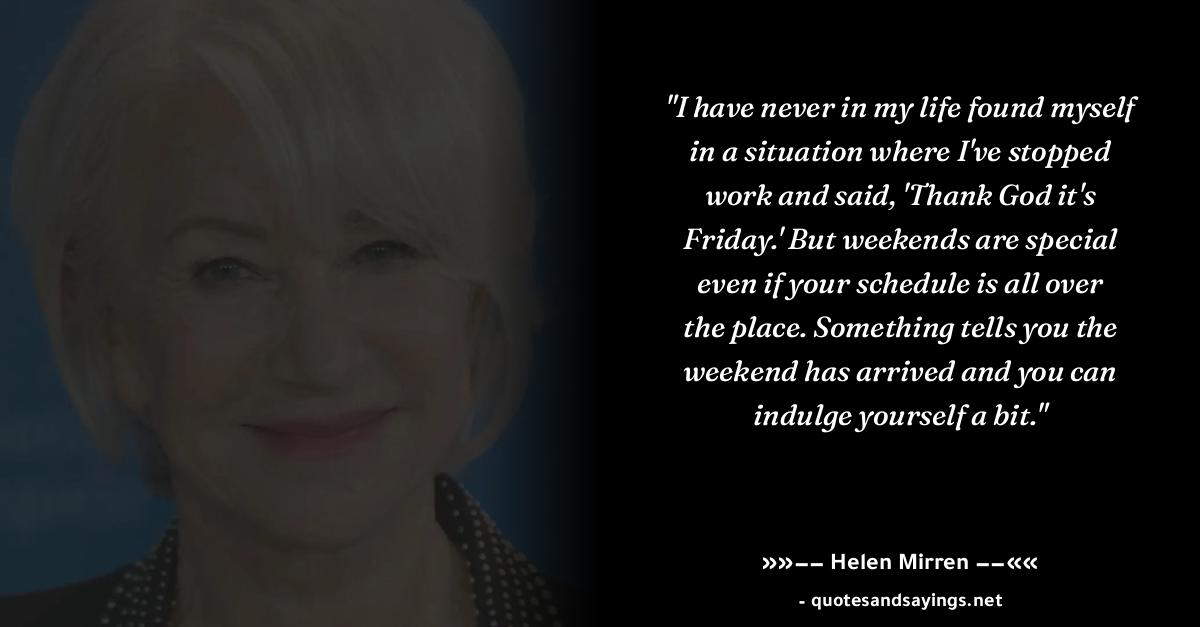 "I have never in my life found myself
in a situation where I've stopped
work and said, 'Thank God it's
Friday.' But weekends are special
even if your schedule is all over
the place. Something tells you the
weekend has arrived and you can
indulge yourself a bit."
»»−− Helen Mirren −−««
- quotesandsayings.net